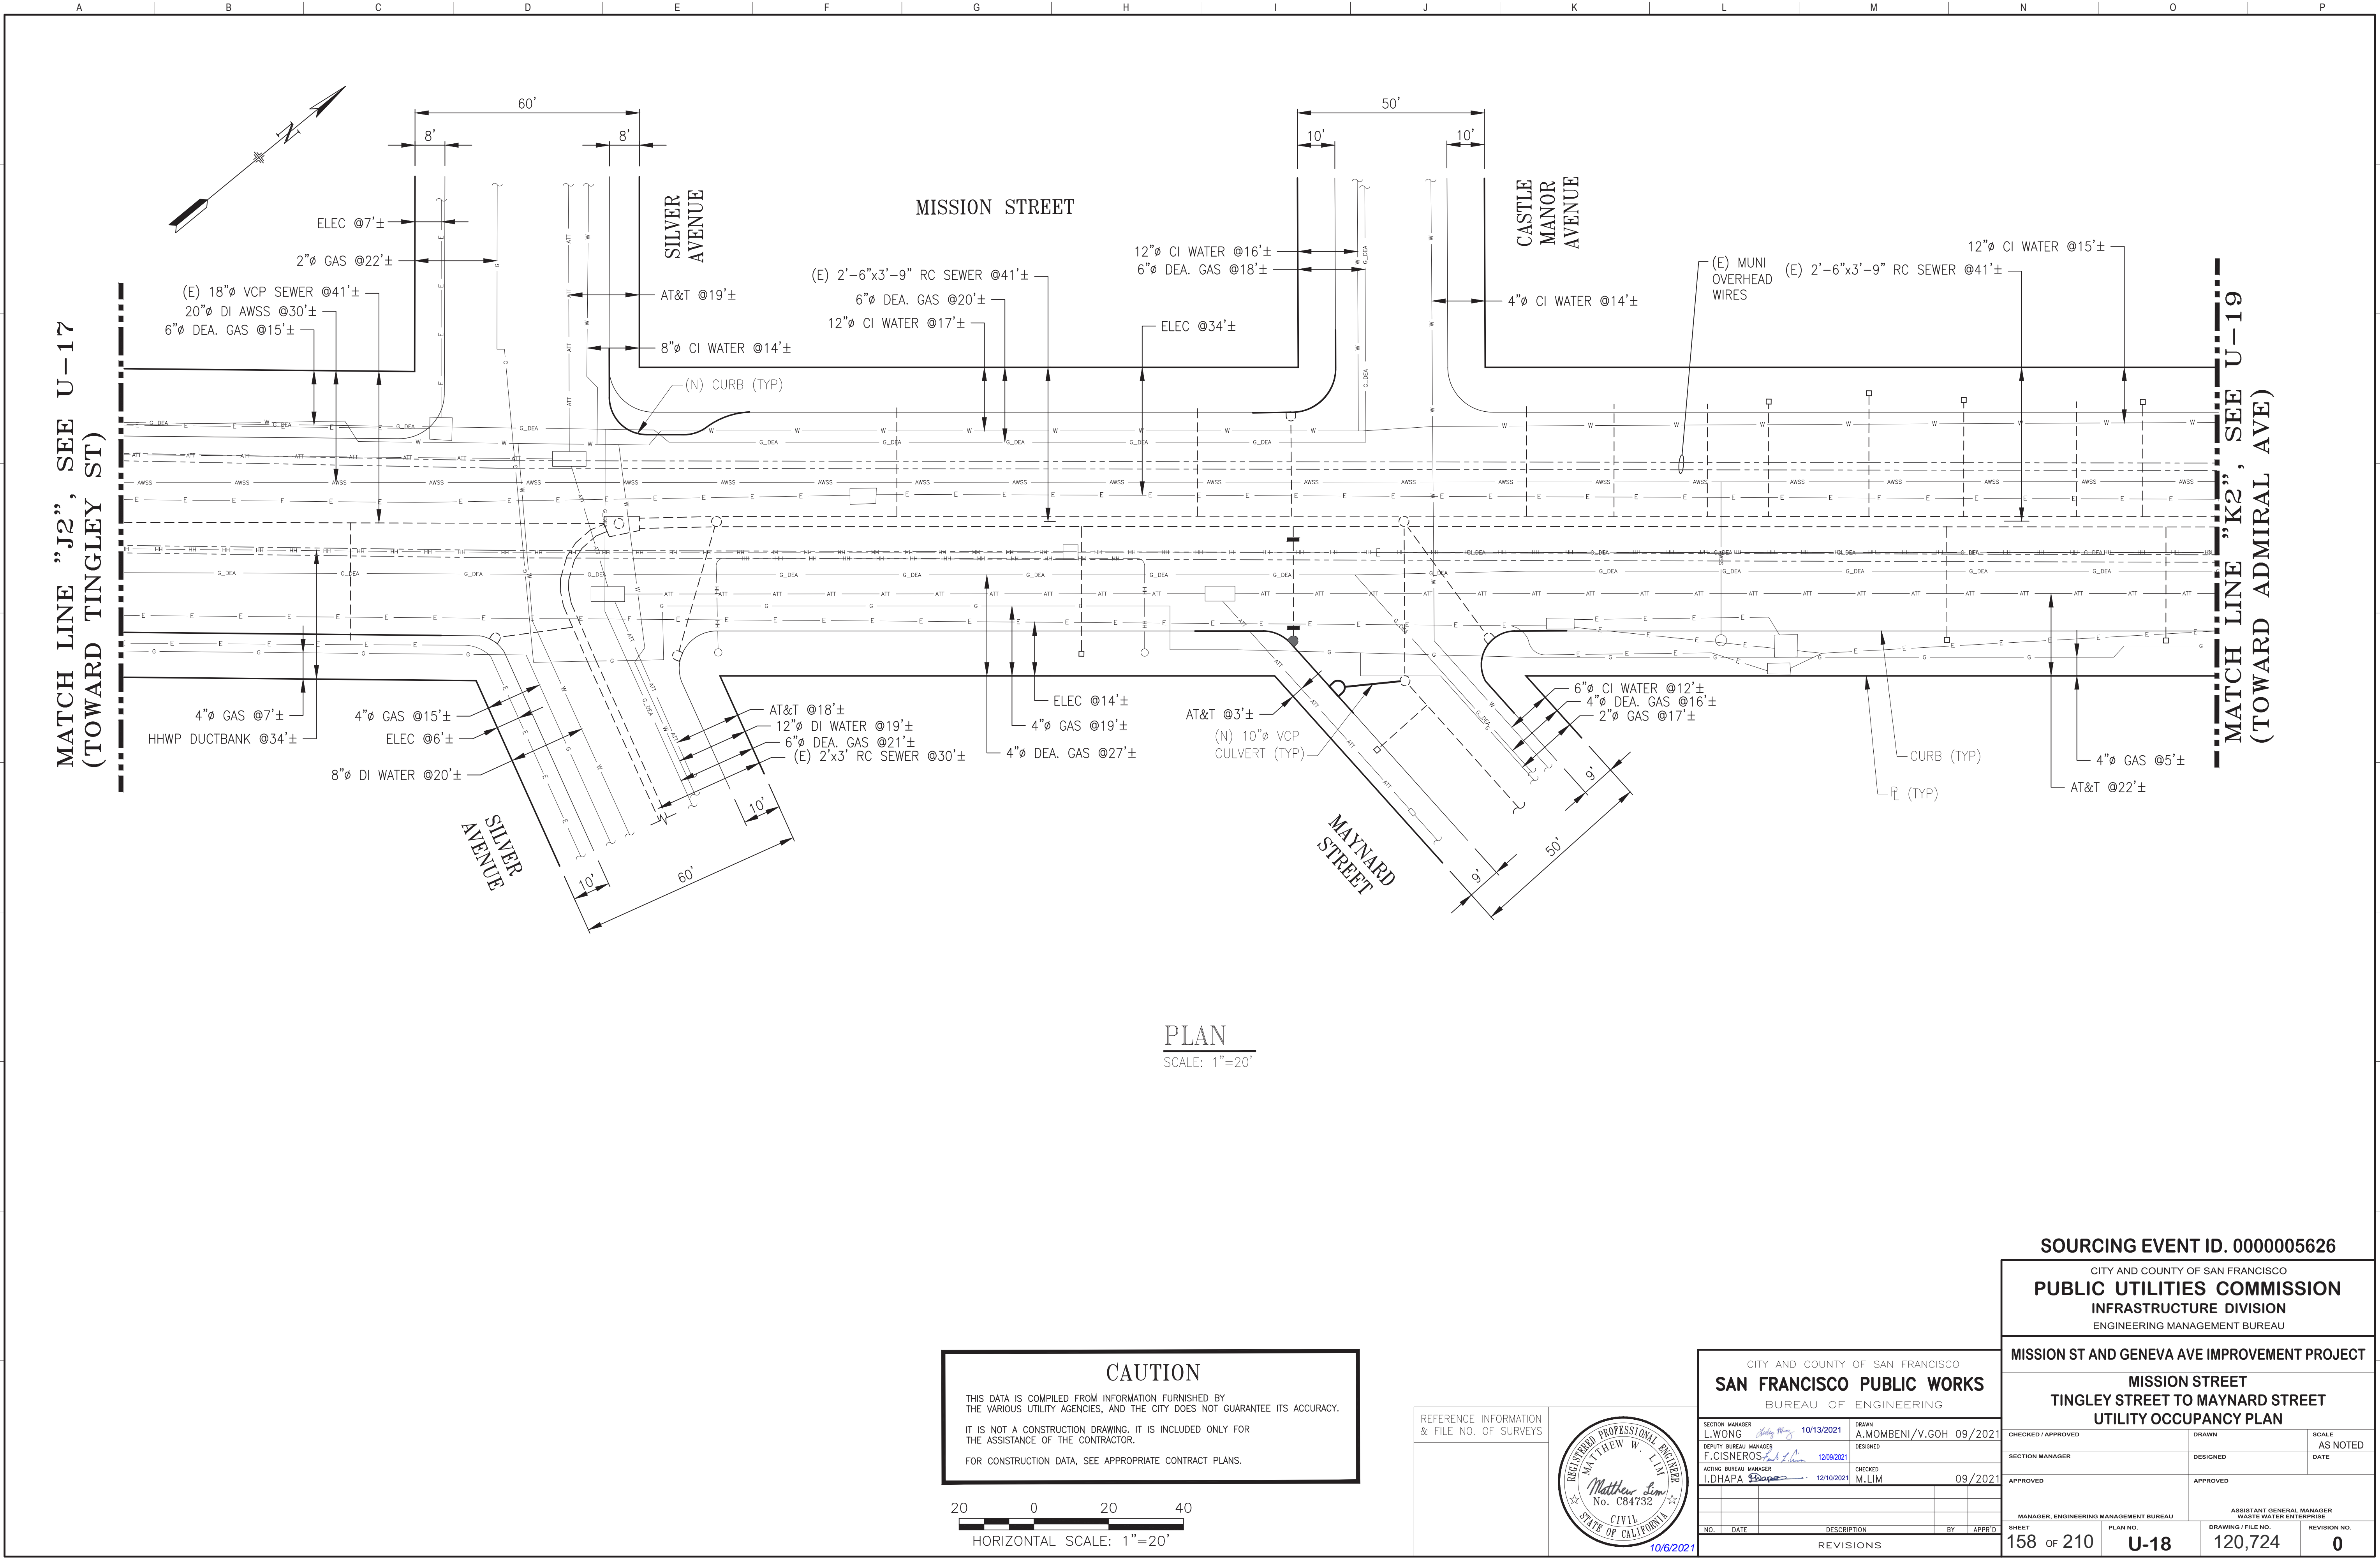 A B C D E F G H I J K L M N O P
N
60'
8' 8'
50'
10' 10'
SILVER
AVENUE
MISSION STREET
CASTLE
MANOR
AVENUE
ELEC @7'±
2"ø GAS @22'±
(E) 18"ø VCP SEWER @41'±
20"ø DI AWSS @30'±
6"ø DEA. GAS @15'±
AT&T @19'±
8"ø CI WATER @14'±
(N) CURB (TYP)
(E) 2'-6"x3'-9" RC SEWER @41'±
6"ø DEA. GAS @20'±
12"ø CI WATER @17'±
ELEC @34'±
12"ø CI WATER @16'±
6"ø DEA. GAS @18'±
4"ø CI WATER @14'±
(E) MUNI
OVERHEAD
WIRES
(E) 2'-6"x3'-9" RC SEWER @41'±
12"ø CI WATER @15'±
MATCH LINE "J2", SEE U-17
(TOWARD TINGLEY ST)
MATCH LINE "K2", SEE U-19
(TOWARD ADMIRAL AVE)
4"ø GAS @7'±
HHWP DUCTBANK @34'±
4"ø GAS @15'±
ELEC @6'±
8"ø DI WATER @20'±
AT&T @18'±
12"ø DI WATER @19'±
6"ø DEA. GAS @21'±
(E) 2'x3' RC SEWER @30'±
10'
60'
10'
SILVER
AVENUE
ELEC @14'±
4"ø GAS @19'±
4"ø DEA. GAS @27'±
AT&T @3'±
(N) 10"ø VCP
CULVERT (TYP)
6"ø CI WATER @12'±
4"ø DEA. GAS @16'±
2"ø GAS @17'±
9'
50'
9'
MAYNARD
STREET
CURB (TYP)
PL (TYP)
4"ø GAS @5'±
AT&T @22'±
PLAN
SCALE: 1"=20'
CAUTION
THIS DATA IS COMPILED FROM INFORMATION FURNISHED BY
THE VARIOUS UTILITY AGENCIES, AND THE CITY DOES NOT GUARANTEE ITS ACCURACY.
IT IS NOT A CONSTRUCTION DRAWING. IT IS INCLUDED ONLY FOR
THE ASSISTANCE OF THE CONTRACTOR.
FOR CONSTRUCTION DATA, SEE APPROPRIATE CONTRACT PLANS.
20 0 20 40
HORIZONTAL SCALE: 1"=20'
REFERENCE INFORMATION
& FILE NO. OF SURVEYS
REGISTERED PROFESSIONAL ENGINEER
MATTHEW W. LIM
Matthew Lim
No. C84732
CIVIL
STATE OF CALIFORNIA
10/6/2021
CITY AND COUNTY OF SAN FRANCISCO
SAN FRANCISCO PUBLIC WORKS
BUREAU OF ENGINEERING
SECTION MANAGER
L.WONG 10/13/2021
DRAWN
A.MOMBENI/V.GOH 09/2021
DEPUTY BUREAU MANAGER
F.CISNEROS 12/09/2021
DESIGNED
ACTING BUREAU MANAGER
I.DHAPA 12/10/2021
CHECKED
M.LIM 09/2021
NO. DATE DESCRIPTION BY APPR'D
REVISIONS
SOURCING EVENT ID. 0000005626
CITY AND COUNTY OF SAN FRANCISCO
PUBLIC UTILITIES COMMISSION
INFRASTRUCTURE DIVISION
ENGINEERING MANAGEMENT BUREAU
MISSION ST AND GENEVA AVE IMPROVEMENT PROJECT
MISSION STREET
TINGLEY STREET TO MAYNARD STREET
UTILITY OCCUPANCY PLAN
CHECKED / APPROVED
DRAWN
SCALE
AS NOTED
SECTION MANAGER
DESIGNED
DATE
APPROVED
APPROVED
MANAGER, ENGINEERING MANAGEMENT BUREAU
ASSISTANT GENERAL MANAGER
WASTE WATER ENTERPRISE
SHEET
158 OF 210
PLAN NO.
U-18
DRAWING / FILE NO.
120,724
REVISION NO.
0